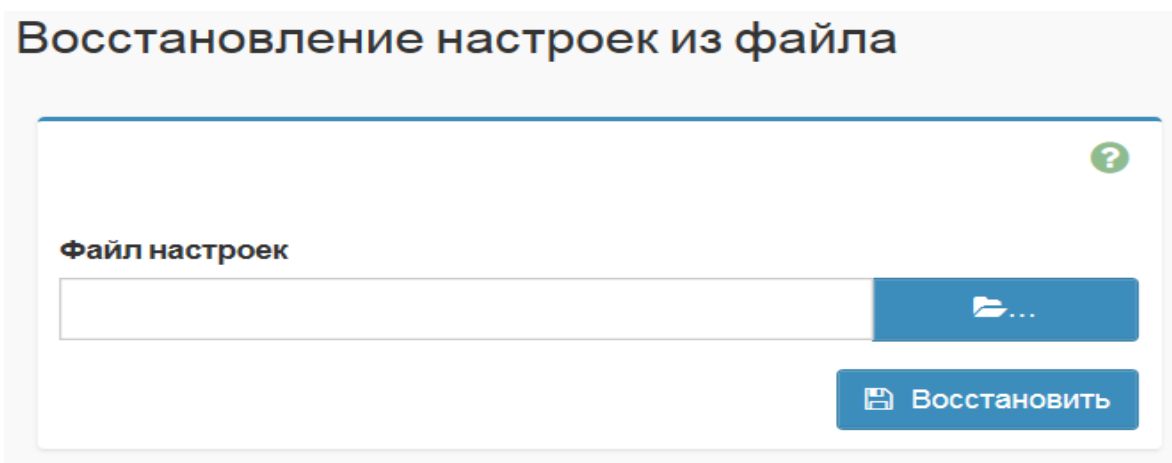 Восстановление настроек из файла
?
Файл настроек
...
Восстановить